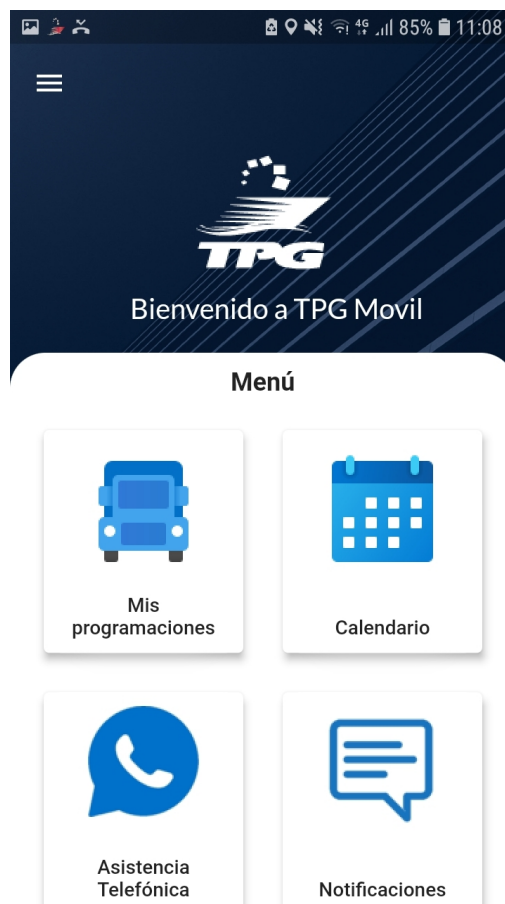 4G
85%
11:08
TPG
Bienvenido a TPG Movil
Menú
Mis
programaciones
Calendario
Asistencia
Telefónica
Notificaciones